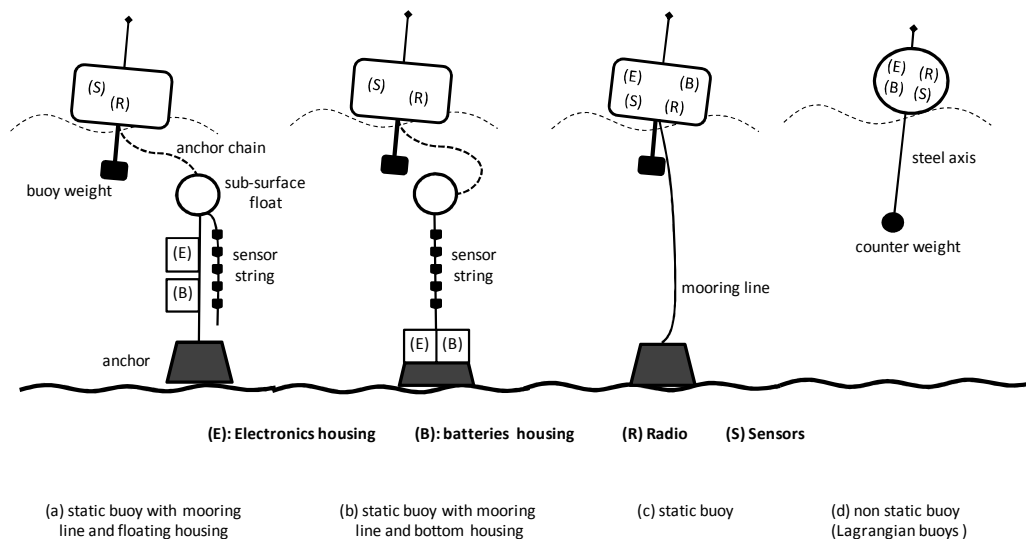 (S)
(R)
anchor chain
buoy weight
sub-surface
float
(E)
(B)
sensor
string
anchor
(S)
(R)
sensor
string
(E)
(B)
(E)
(B)
(S)
(R)
mooring line
(E)
(R)
(B)
(S)
steel axis
counter weight
(E): Electronics housing (B): batteries housing (R) Radio (S) Sensors
(a) static buoy with mooring
line and floating housing
(b) static buoy with mooring
line and bottom housing
(c) static buoy
(d) non static buoy
(Lagrangian buoys )